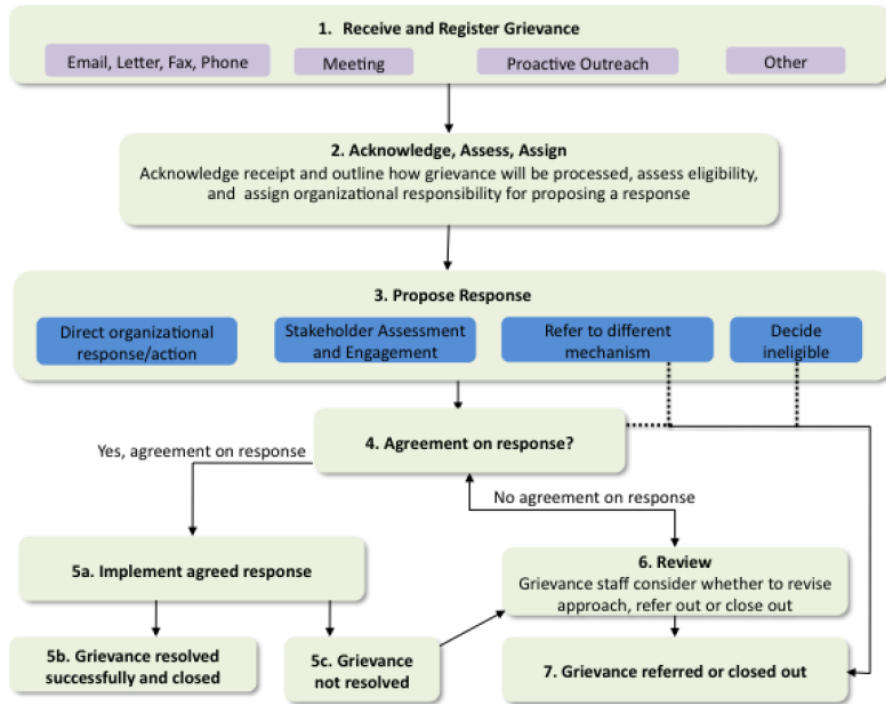 1. Receive and Register Grievance
Email, Letter, Fax, Phone
Meeting
Proactive Outreach
Other
2. Acknowledge, Assess, Assign
Acknowledge receipt and outline how grievance will be processed, assess eligibility,
and assign organizational responsibility for proposing a response
3. Propose Response
Direct organizational
response/action
Stakeholder Assessment
and Engagement
Refer to different
mechanism
Decide
ineligible
4. Agreement on response?
Yes, agreement on response
No agreement on response
5a. Implement agreed response
6. Review
Grievance staff consider whether to revise
approach, refer out or close out
5b. Grievance resolved
successfully and closed
5c. Grievance
not resolved
7. Grievance referred or closed out